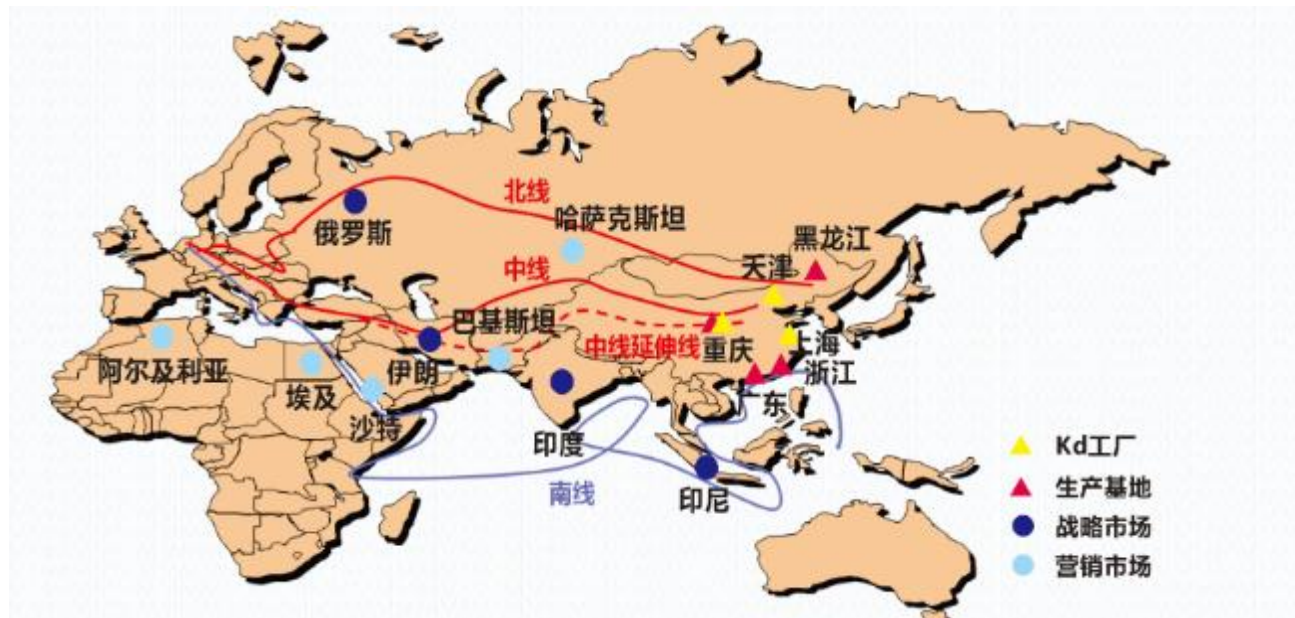 北线
哈萨克斯坦
俄罗斯
黑龙江
天津
中线
巴基斯坦
中线延伸线
重庆
上海
阿尔及利亚
伊朗
浙江
埃及
广东
沙特
印度
南线
印尼
Kd工厂
生产基地
战略市场
营销市场